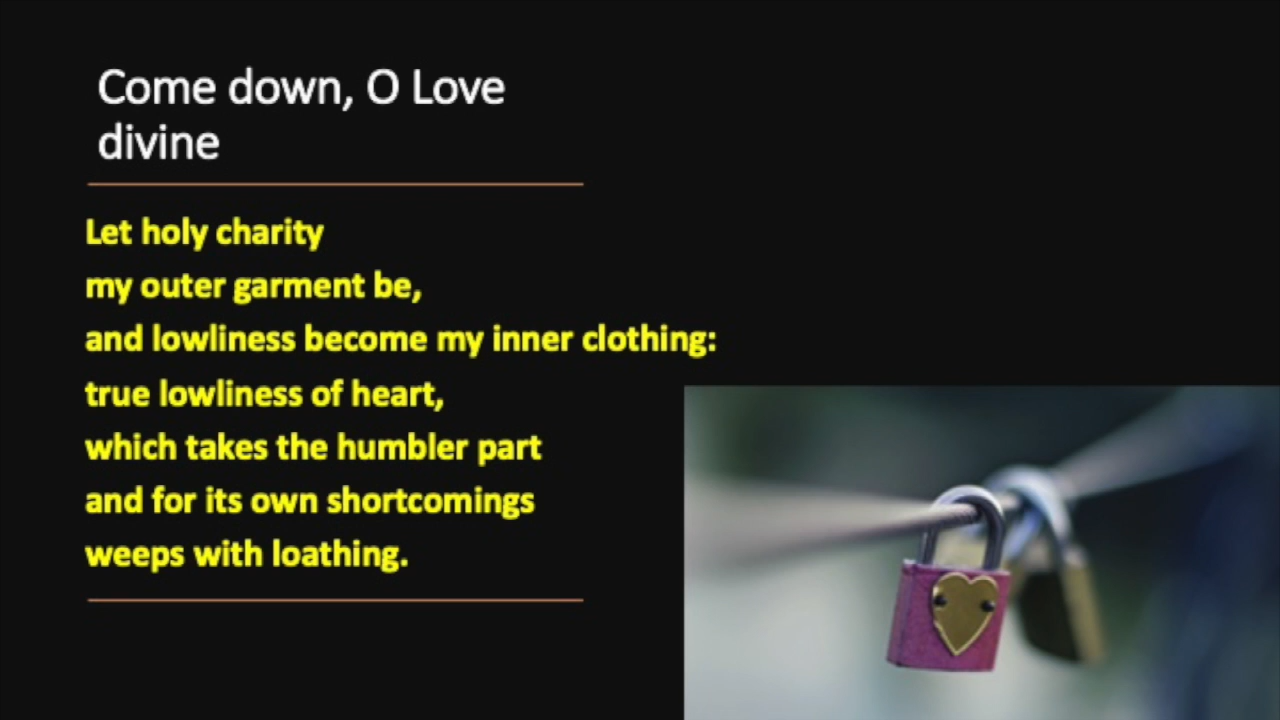 Come down, O Love
divine
Let holy charity
my outer garment be,
and lowliness become my inner clothing:
true lowliness of heart,
which takes the humbler part
and for its own shortcomings
weeps with loathing.